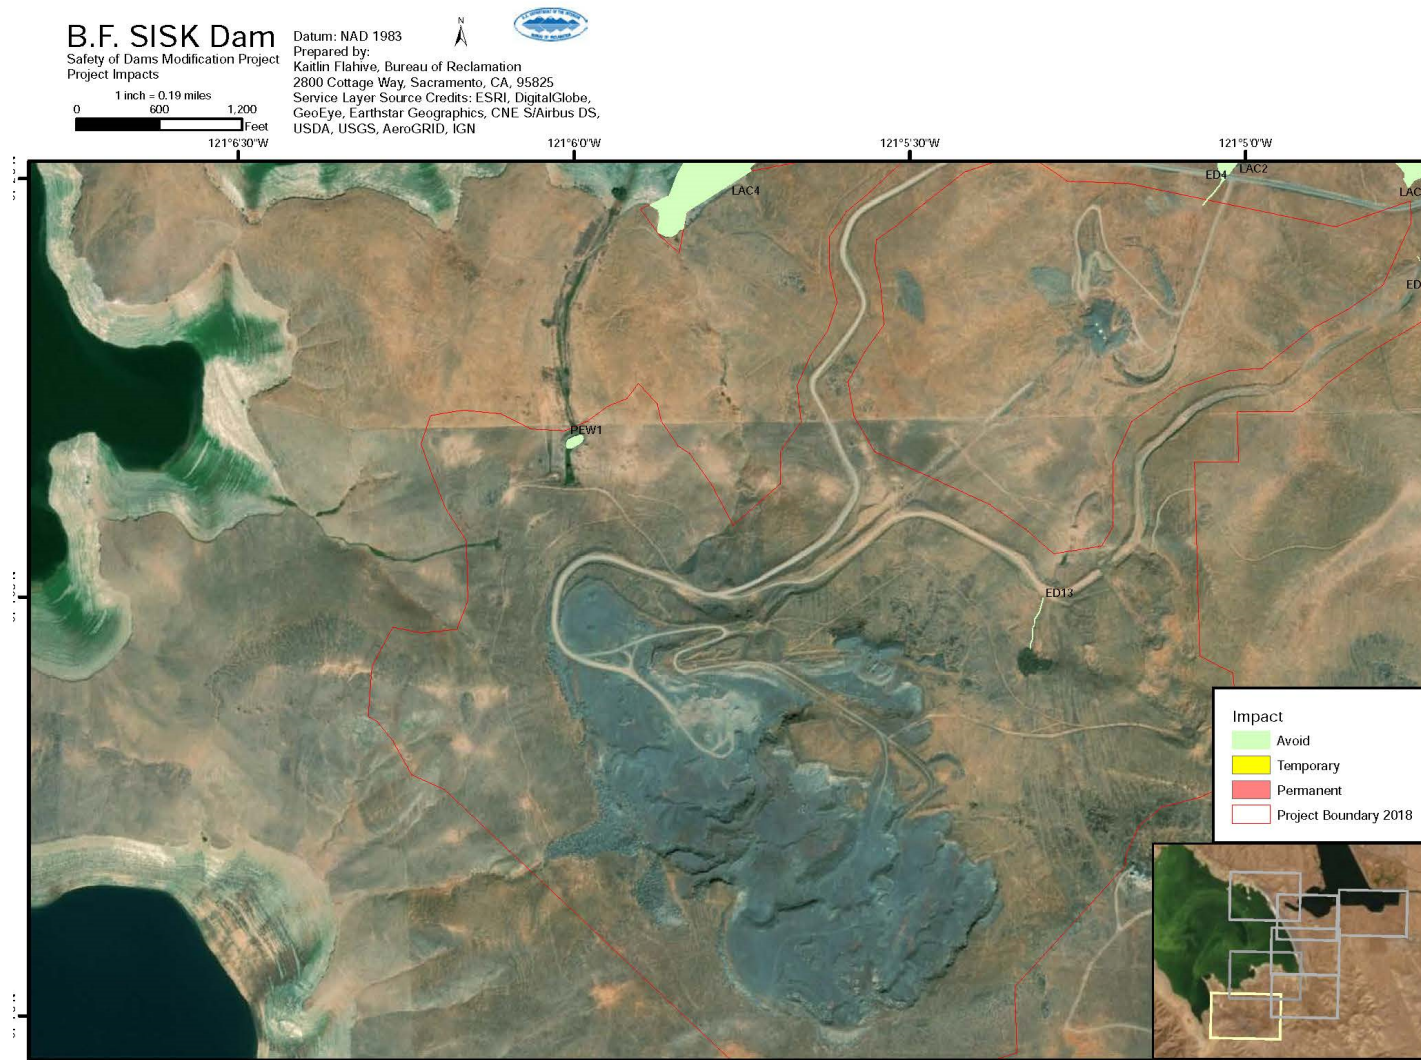 B.F. SISK Dam
Safety of Dams Modification Project
Project Impacts
1 inch = 0.19 miles
0 600 1,200
Feet
Datum: NAD 1983
Prepared by:
Kaitlin Flahive, Bureau of Reclamation
2800 Cottage Way, Sacramento, CA, 95825
Service Layer Source Credits: ESRI, DigitalGlobe,
GeoEye, Earthstar Geographics, CNE S/Airbus DS,
USDA, USGS, AeroGRID, IGN
N
121°6'30"W 121°6'0"W 121°5'30"W 121°5'0"W
LAC4
ED4
LAC2
LAC
ED
PEW1
ED13
Impact
Avoid
Temporary
Permanent
Project Boundary 2018